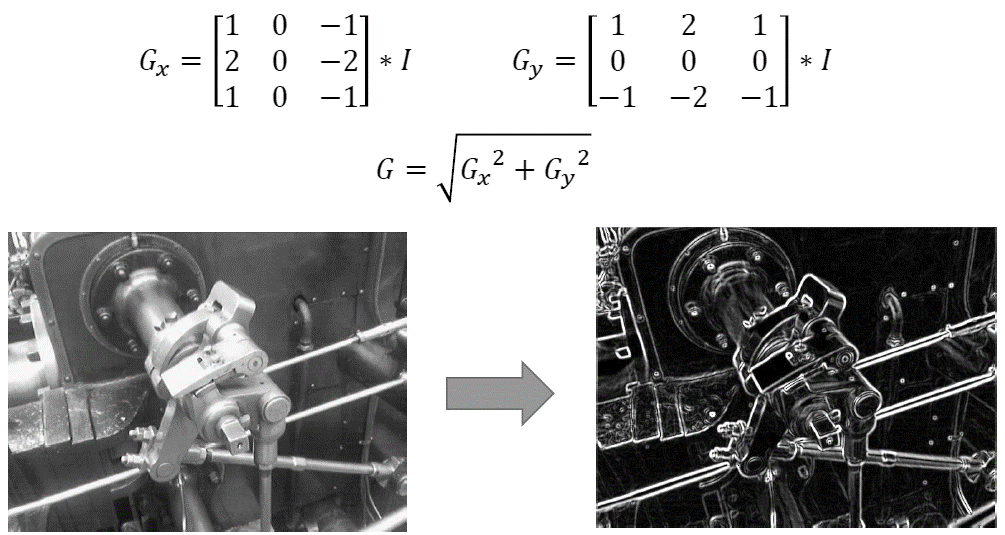 G_x = [1 0 −1; 2 0 −2; 1 0 −1] * I
G_y = [1 2 1; 0 0 0; −1 −2 −1] * I
G = √(G_x² + G_y²)